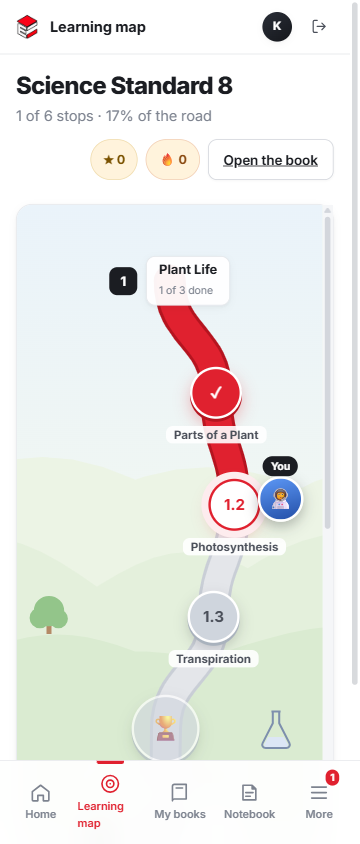 Learning map
K
Science Standard 8
1 of 6 stops · 17% of the road
★ 0
🔥 0
Open the book
1
Plant Life
1 of 3 done
✓
Parts of a Plant
You
1.2
Photosynthesis
1.3
Transpiration
1
Home
Learning
map
My books
Notebook
More